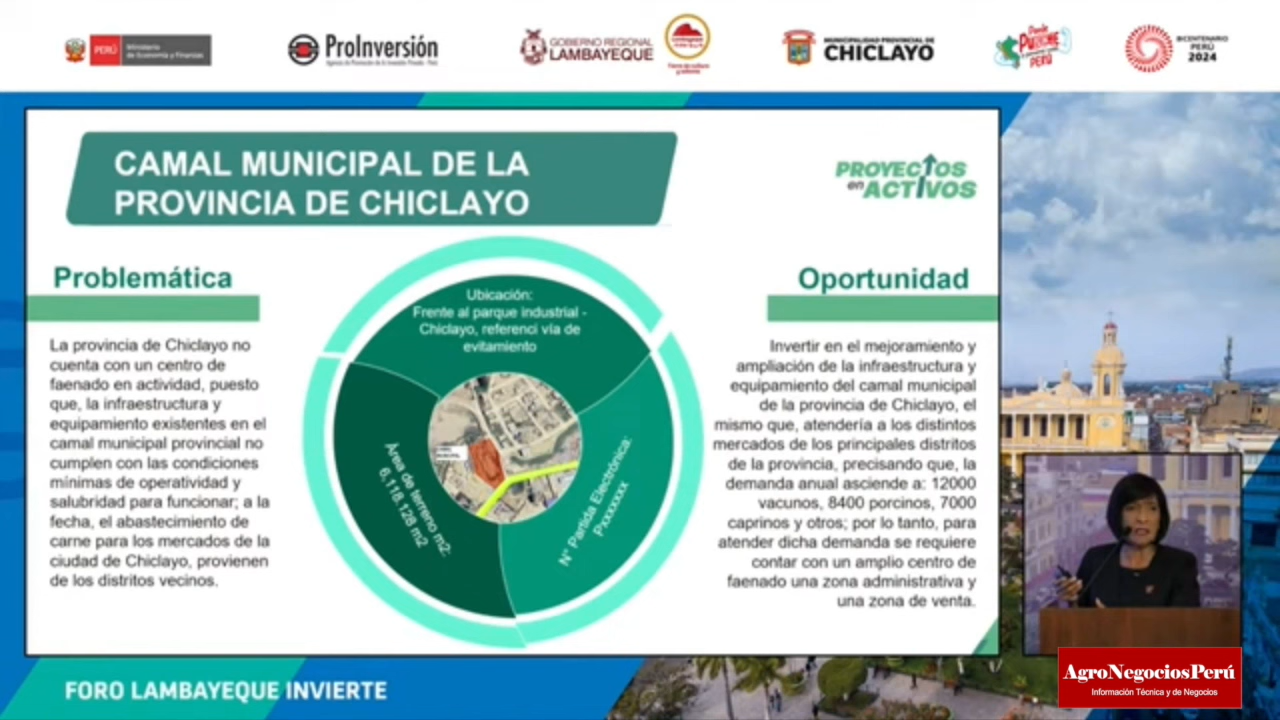 PERÚ
Ministerio
de Economía y Finanzas
ProInversión
Agencia de Promoción de la Inversión Privada - Perú
GOBIERNO REGIONAL
LAMBAYEQUE
MUNICIPALIDAD PROVINCIAL DE
CHICLAYO
PERÚ
BICENTENARIO
PERÚ
2024
CAMAL MUNICIPAL DE LA
PROVINCIA DE CHICLAYO
PROYECTOS
en ACTIVOS
Problemática
La provincia de Chiclayo no
cuenta con un centro de
faenado en actividad, puesto
que, la infraestructura y
equipamiento existentes en el
camal municipal provincial no
cumplen con las condiciones
mínimas de operatividad y
salubridad para funcionar; a la
fecha, el abastecimiento de
carne para los mercados de la
ciudad de Chiclayo, provienen
de los distritos vecinos.
Ubicación:
Frente al parque industrial -
Chiclayo, referenci vía de
evitamiento
Área de terreno m2:
6,118.128 m2
N° Partida Electrónica:
Pxxxxxxx
Oportunidad
Invertir en el mejoramiento y
ampliación de la infraestructura y
equipamiento del camal municipal
de la provincia de Chiclayo, el
mismo que, atendería a los distintos
mercados de los principales distritos
de la provincia, precisando que, la
demanda anual asciende a: 12000
vacunos, 8400 porcinos, 7000
caprinos y otros; por lo tanto, para
atender dicha demanda se requiere
contar con un amplio centro de
faenado una zona administrativa y
una zona de venta.
FORO LAMBAYEQUE INVIERTE
AgroNegociosPerú
Información Técnica y de Negocios